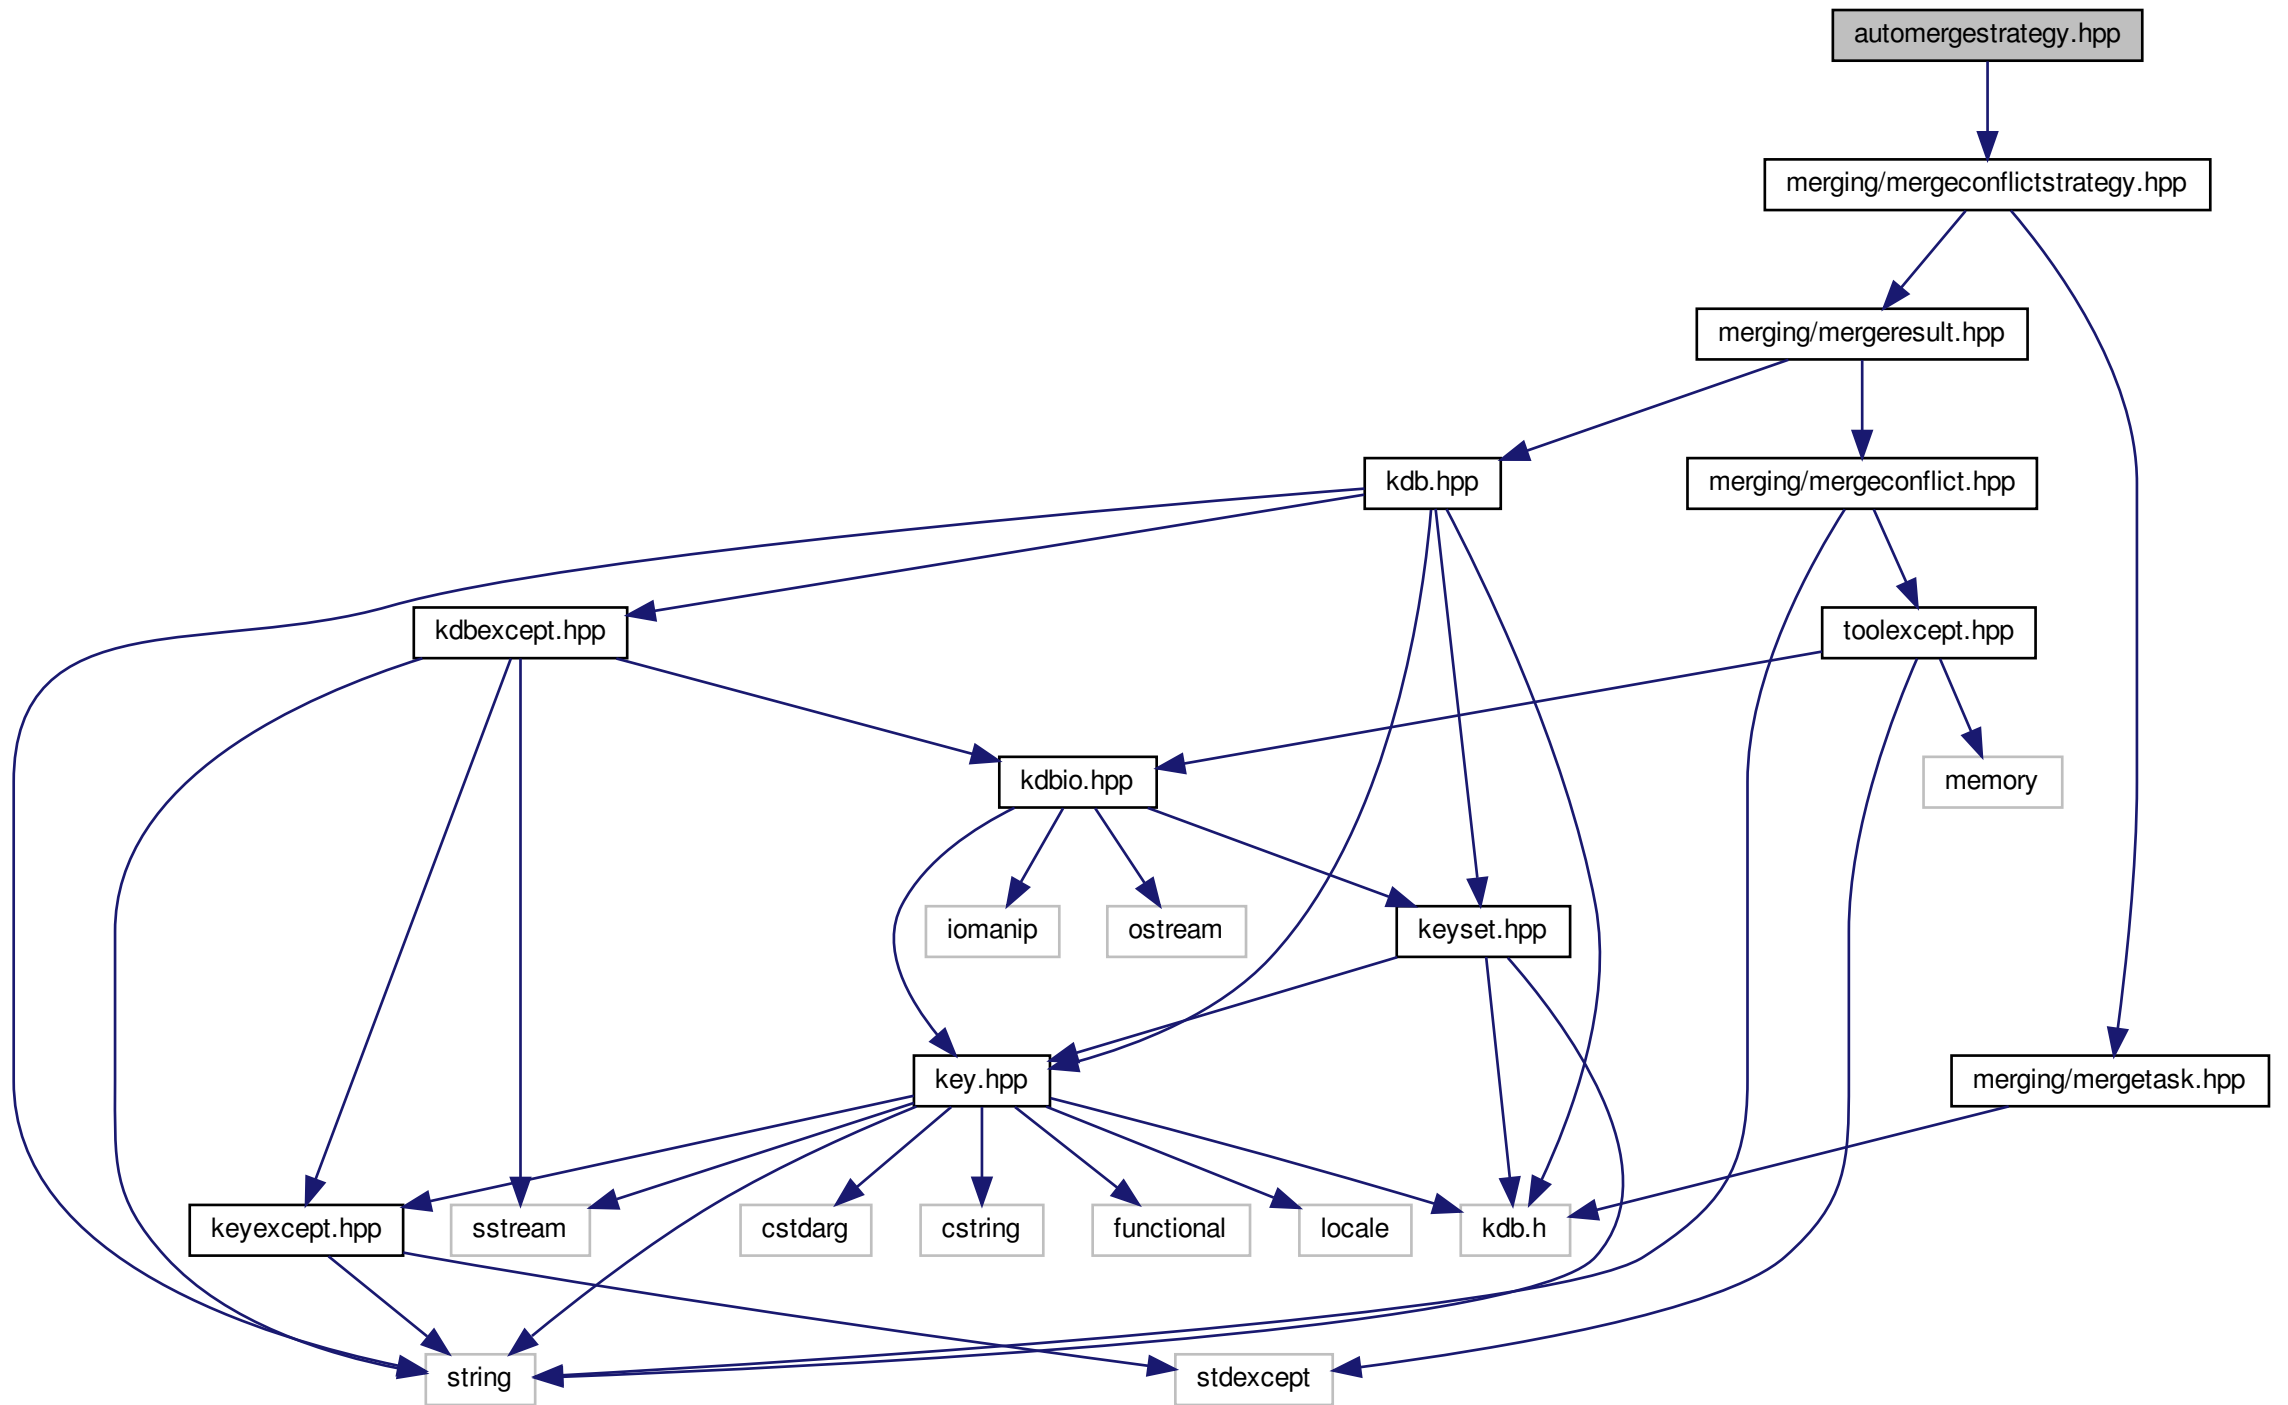 automergestrategy.hpp
merging/mergeconflictstrategy.hpp
merging/mergeresult.hpp
kdb.hpp
merging/mergeconflict.hpp
kdbexcept.hpp
toolexcept.hpp
kdbio.hpp
memory
iomanip
ostream
keyset.hpp
key.hpp
merging/mergetask.hpp
keyexcept.hpp
sstream
cstdarg
cstring
functional
locale
kdb.h
string
stdexcept